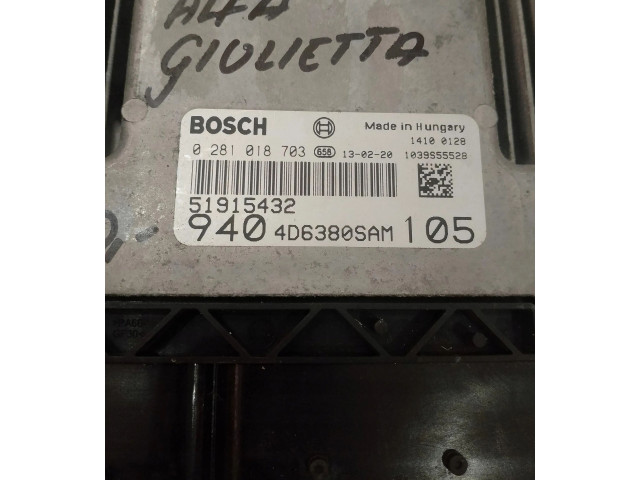 ALFA
GIULIETTA
BOSCH Made in Hungary
1410 0128
0 281 018 703 658 13-02-20 1039S55528
51915432
940 4D6380SAM 105